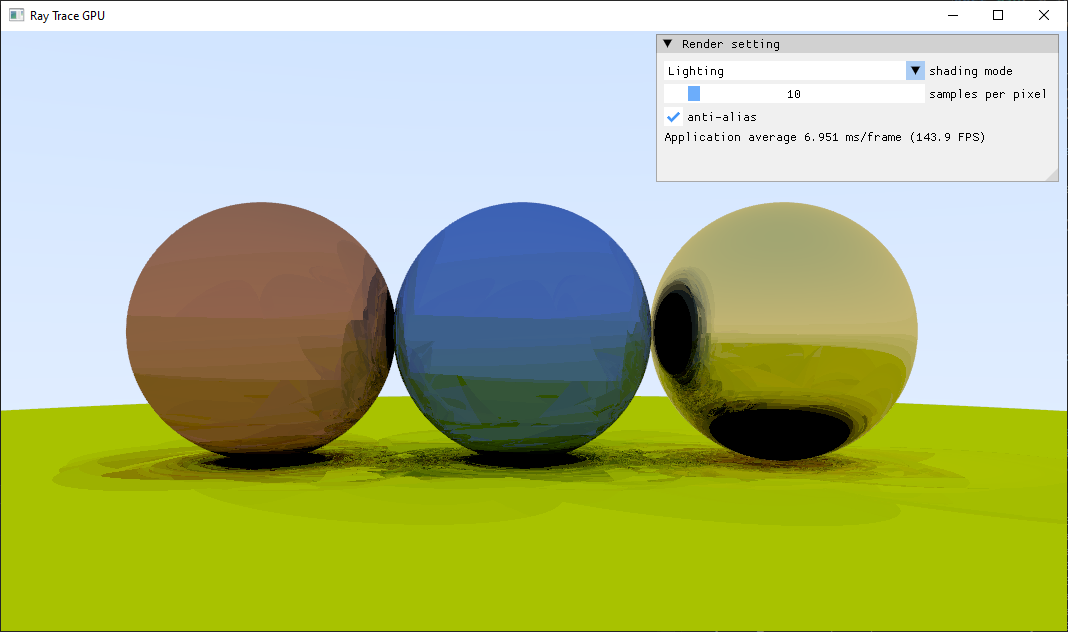 Ray Trace GPU
Render setting
Lighting shading mode
10 samples per pixel
anti-alias
Application average 6.951 ms/frame (143.9 FPS)